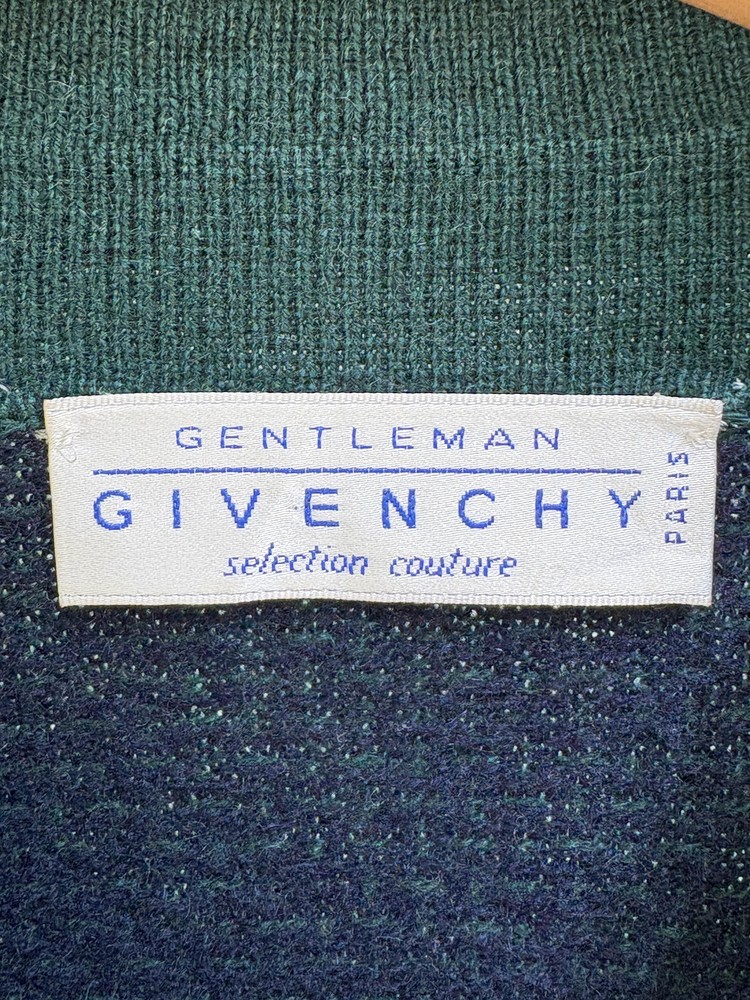 GENTLEMAN
GIVENCHY
selection couture
PARIS